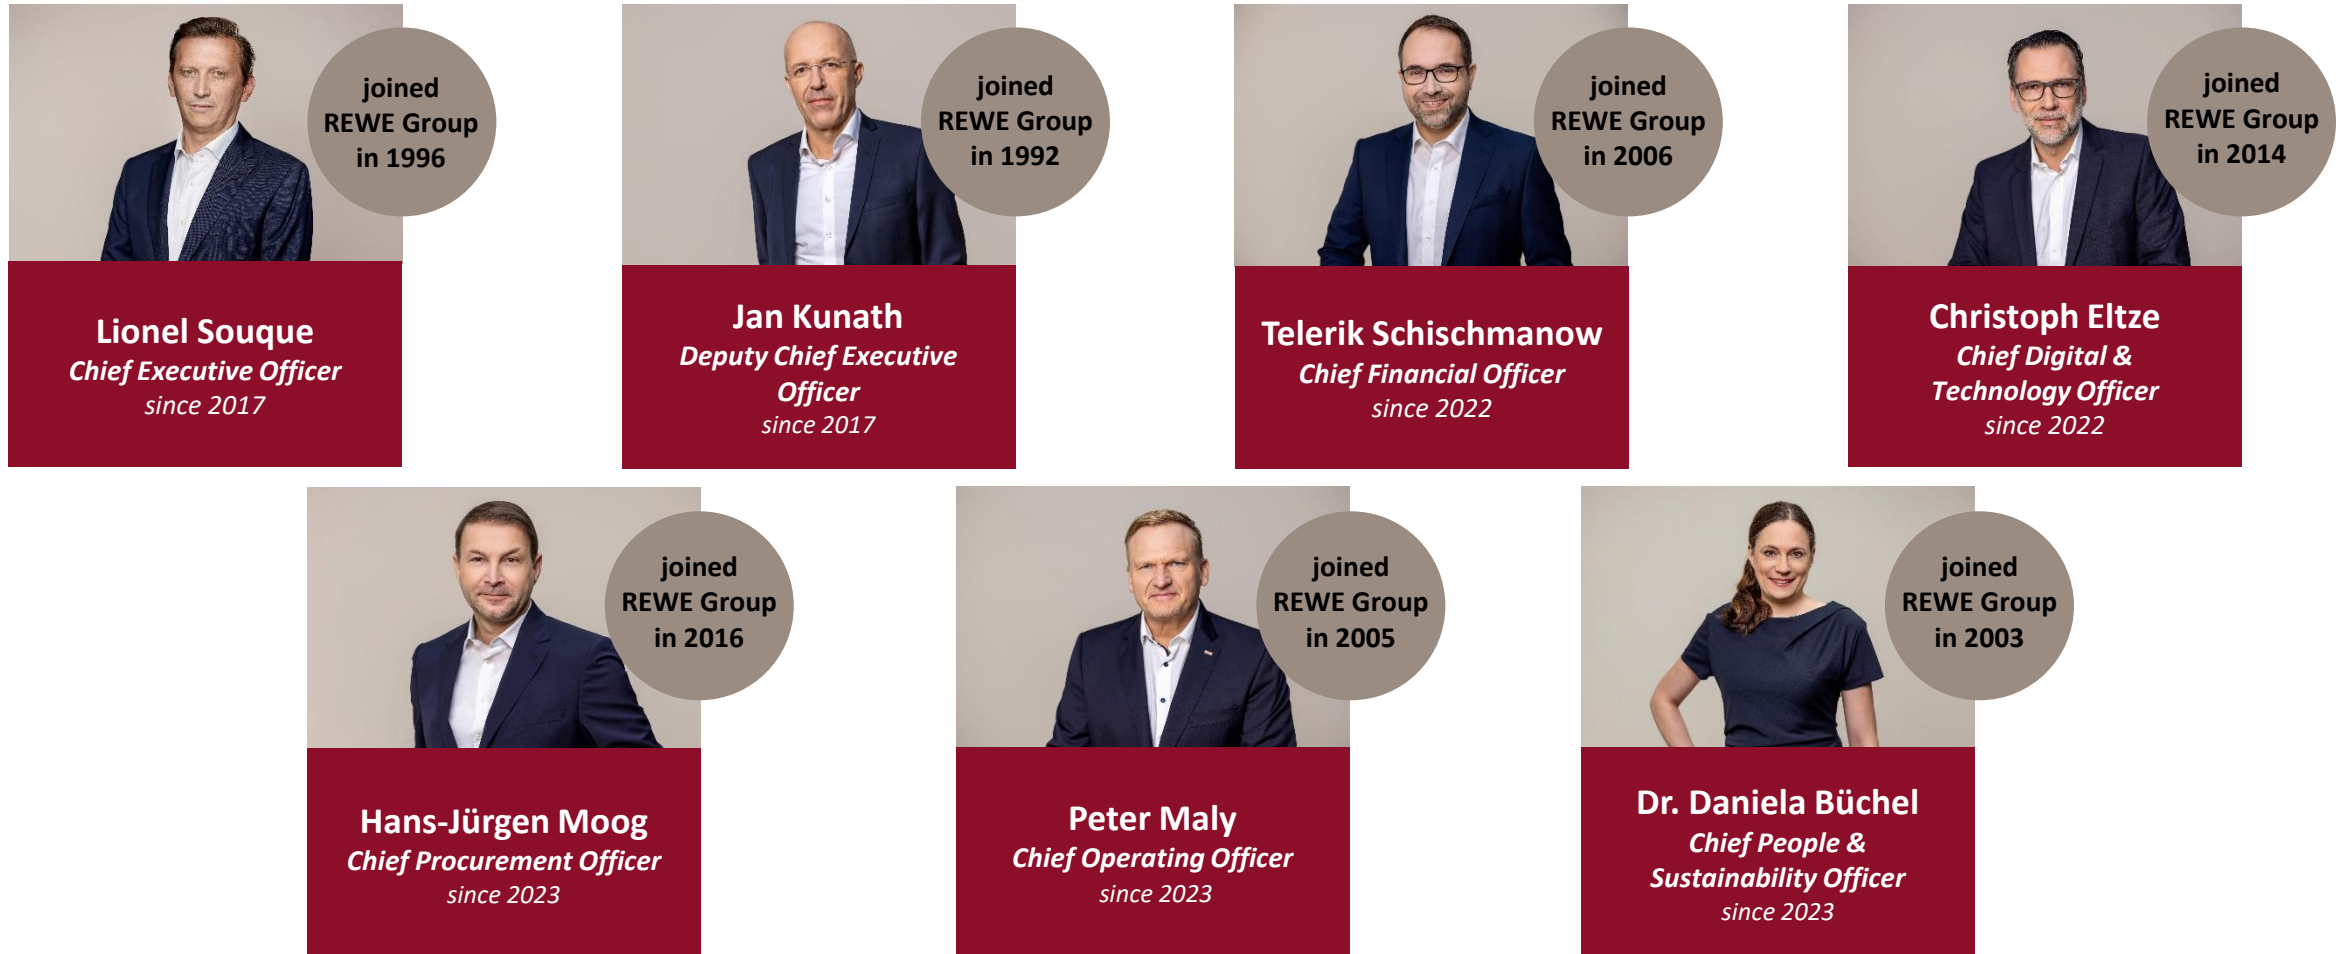 joined
REWE Group
in 1996
Lionel Souque
Chief Executive Officer
since 2017
joined
REWE Group
in 1992
Jan Kunath
Deputy Chief Executive
Officer
since 2017
joined
REWE Group
in 2006
Telerik Schischmanow
Chief Financial Officer
since 2022
joined
REWE Group
in 2014
Christoph Eltze
Chief Digital &
Technology Officer
since 2022
joined
REWE Group
in 2016
Hans-Jürgen Moog
Chief Procurement Officer
since 2023
joined
REWE Group
in 2005
Peter Maly
Chief Operating Officer
since 2023
joined
REWE Group
in 2003
Dr. Daniela Büchel
Chief People &
Sustainability Officer
since 2023